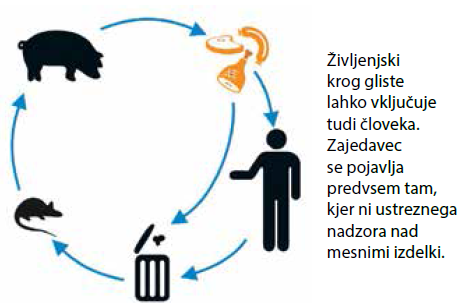 Življenjski
krog gliste
lahko vključuje
tudi človeka.
Zajedavec
se pojavlja
predvsem tam,
kjer ni ustreznega
nadzora nad
mesnimi izdelki.